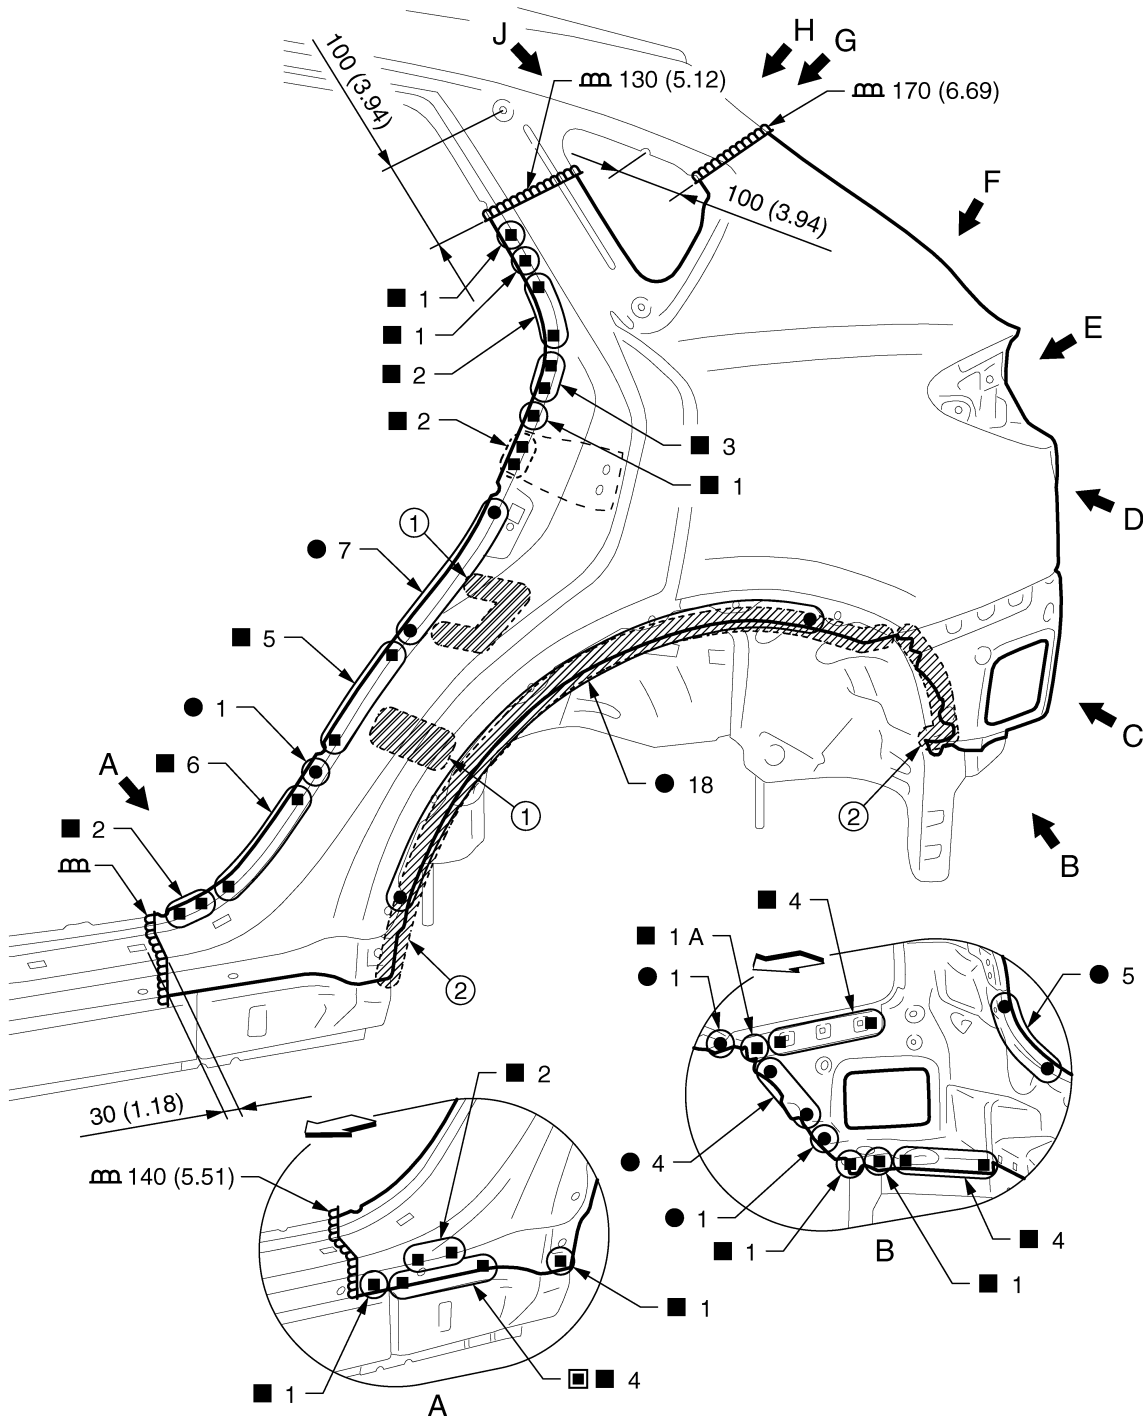 J
H
G
100 (3.94)
130 (5.12)
170 (6.69)
F
100 (3.94)
■ 1
■ 1
E
■ 2
■ 2
■ 3
■ 1
D
1
● 7
■ 5
● 1
C
■ 6
A
● 18
1
2
■ 2
B
■ 4
■ 1 A
● 1
● 5
2
■ 2
30 (1.18)
● 4
140 (5.51)
● 1
■ 1
B
■ 4
■ 1
■ 1
■ 1
▣ ■ 4
A